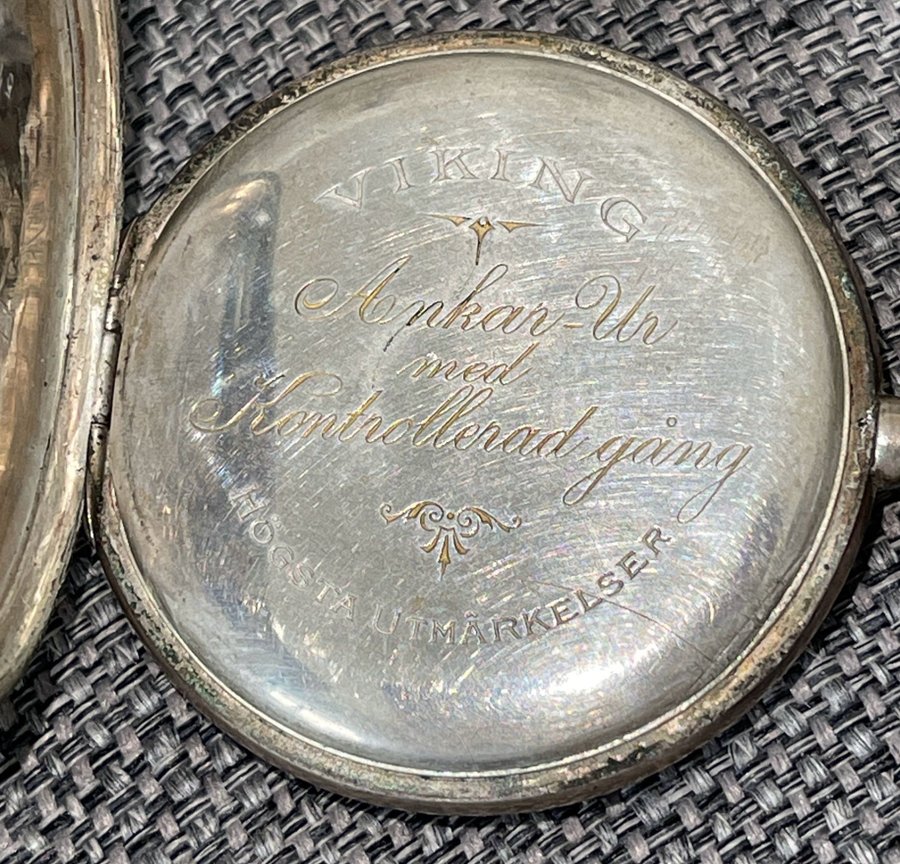 VIKING
Ankar-Ur
med
Kontrollerad gång
HÖGSTA UTMÄRKELSER